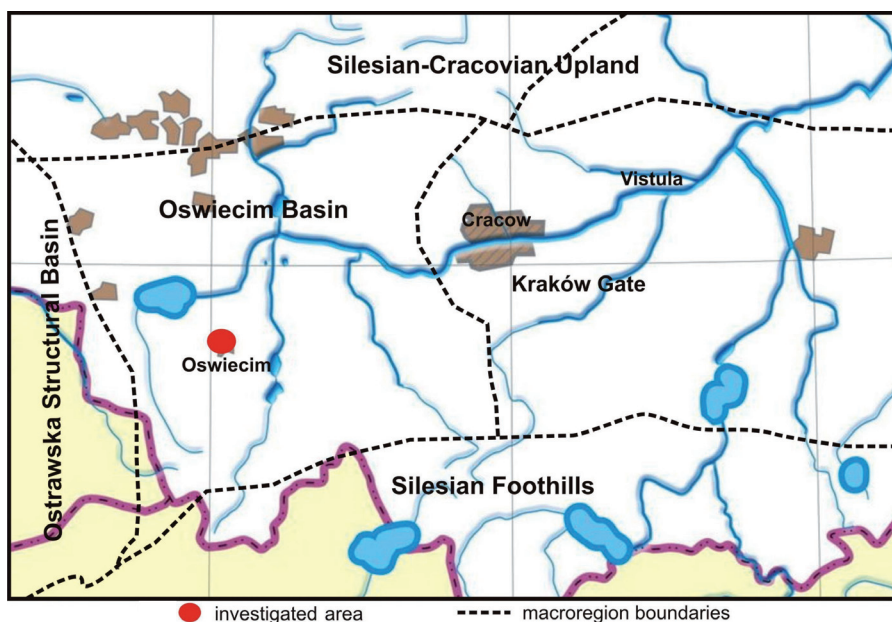 Silesian-Cracovian Upland
Vistula
Oswiecim Basin
Cracow
Kraków Gate
Ostrawska Structural Basin
Oswiecim
Silesian Foothills
investigated area
macroregion boundaries